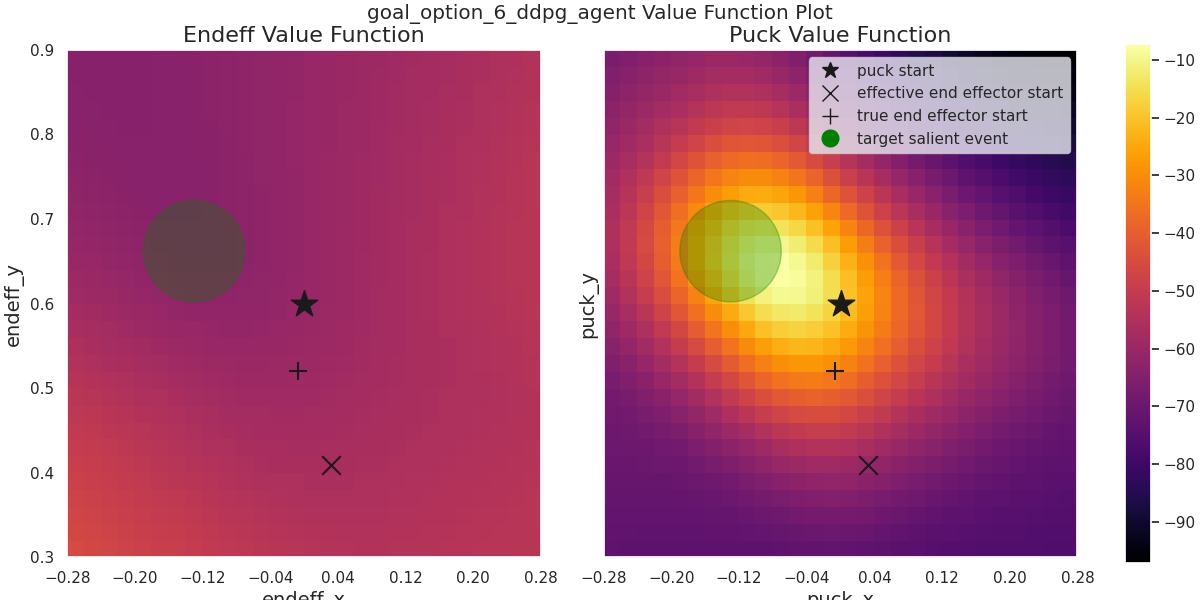 goal_option_6_ddpg_agent Value Function Plot
Endeff Value Function
Puck Value Function
puck start
effective end effector start
true end effector start
target salient event
0.9
0.8
0.7
0.6
0.5
0.4
0.3
endeff_y
−0.28 −0.20 −0.12 −0.04 0.04 0.12 0.20 0.28
endeff_x
puck_y
−0.28 −0.20 −0.12 −0.04 0.04 0.12 0.20 0.28
puck_x
−10
−20
−30
−40
−50
−60
−70
−80
−90